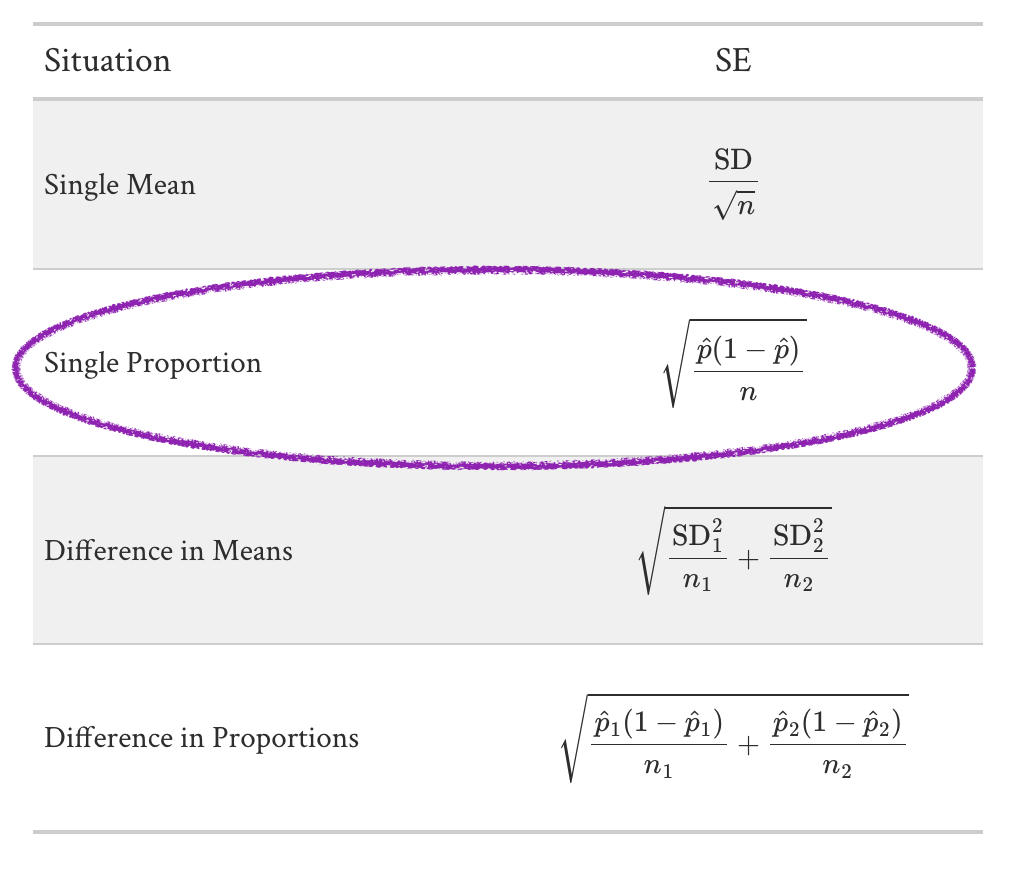 Situation SE
Single Mean $\frac{\text{SD}}{\sqrt{n}}$
Single Proportion $\sqrt{\frac{\hat{p}(1-\hat{p})}{n}}$
Difference in Means $\sqrt{\frac{\text{SD}_1^2}{n_1}+\frac{\text{SD}_2^2}{n_2}}$
Difference in Proportions $\sqrt{\frac{\hat{p}_1(1-\hat{p}_1)}{n_1}+\frac{\hat{p}_2(1-\hat{p}_2)}{n_2}}$